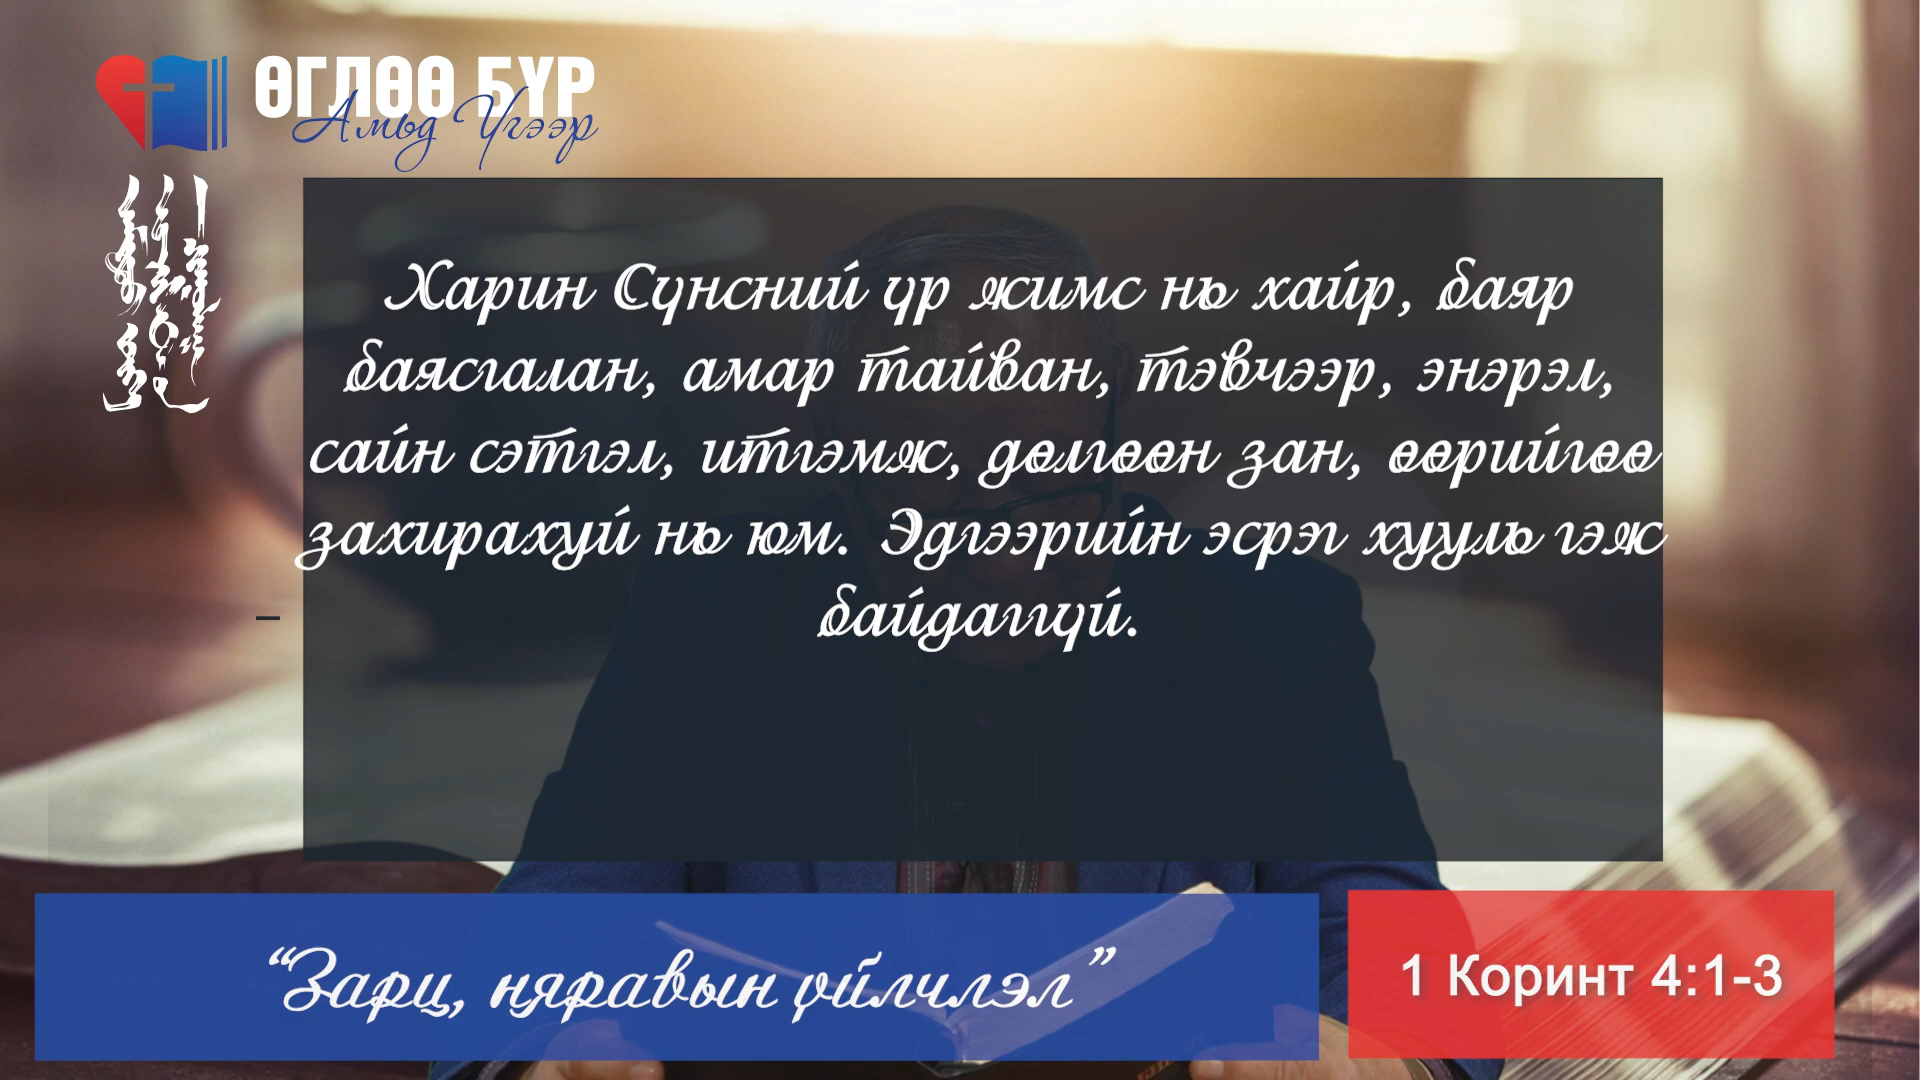 ӨГЛӨӨ БҮР
Амьд Үгээр
Харин Сүнсний үр жимс нь хайр, баяр
баясгалан, амар тайван, тэвчээр, энэрэл,
сайн сэтгэл, итгэмж, дөлгөөн зан, өөрийгөө
захирахуй нь юм. Эдгээрийн эсрэг хууль гэж
байдаггүй.
–
“Зарц, няравын үйлчлэл”
1 Коринт 4:1-3